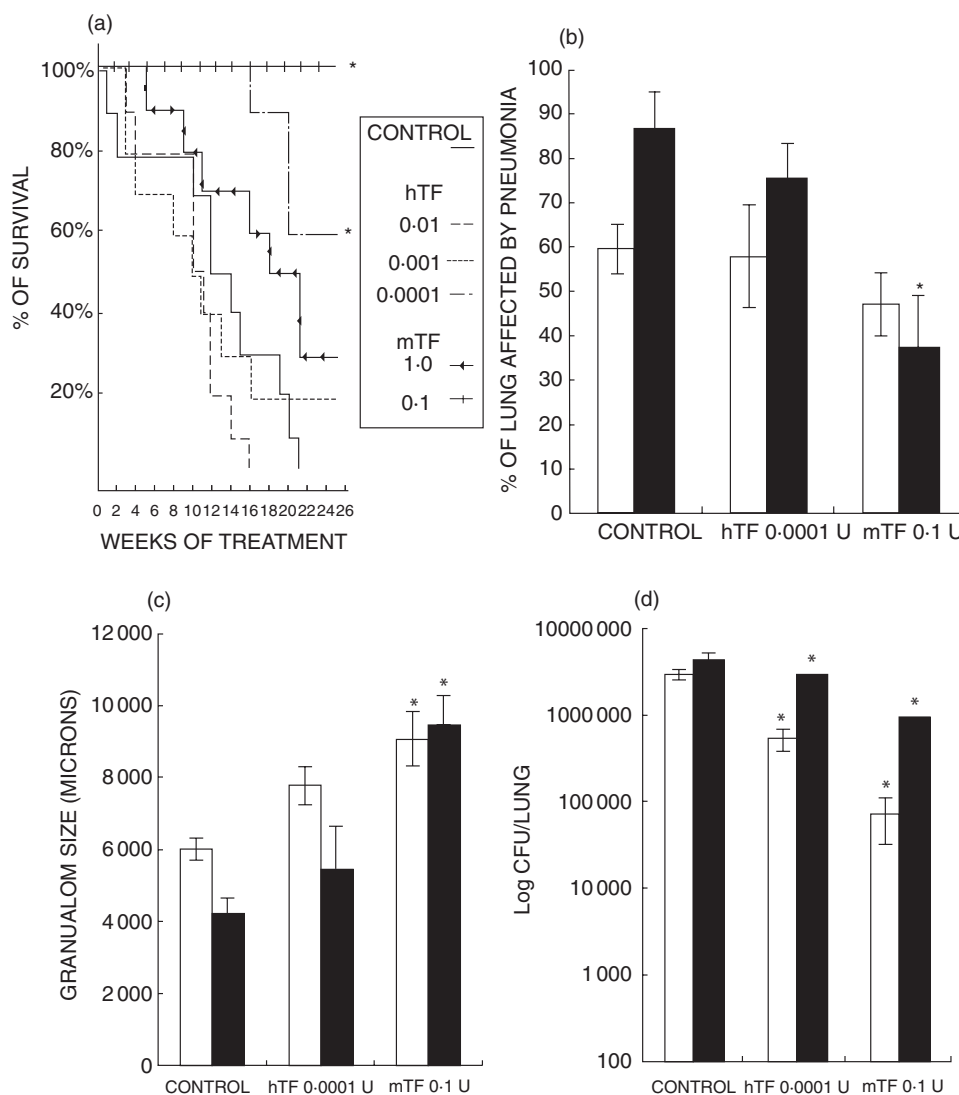 (a)
% OF SURVIVAL
100%
80%
60%
40%
20%
*
*
0 2 4 6 8 10 12 14 16 18 20 22 24 26
WEEKS OF TREATMENT
CONTROL
hTF
0·01
0·001
0·0001
mTF
1·0
0·1
(b)
% OF LUNG AFFECTED BY PNEUMONIA
100
90
80
70
60
50
40
30
20
10
0
*
CONTROL hTF 0·0001 U mTF 0·1 U
(c)
GRANUALOM SIZE (MICRONS)
12 000
10 000
8 000
6 000
4 000
2 000
0
* *
CONTROL hTF 0·0001 U mTF 0·1 U
(d)
Log CFU/LUNG
10000 000
1000 000
100 000
10 000
1 000
100
* *
* *
CONTROL hTF 0·0001 U mTF 0·1 U